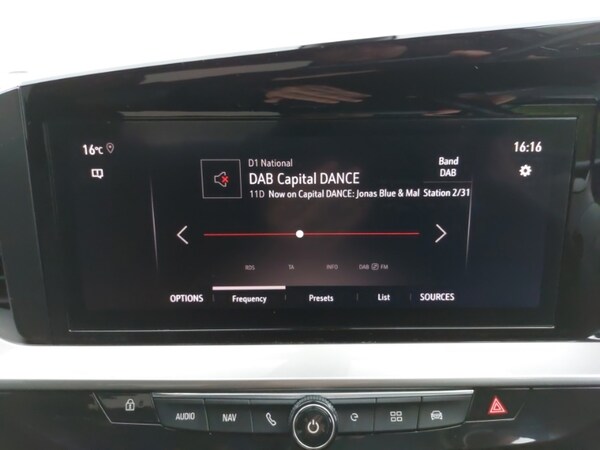 16°C
16:16
D1 National
DAB Capital DANCE
Band
DAB
11D Now on Capital DANCE: Jonas Blue & Mal
Station 2/31
RDS TA INFO DAB FM
OPTIONS Frequency Presets List SOURCES
AUDIO NAV